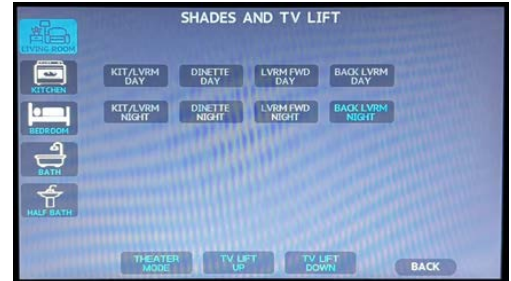 SHADES AND TV LIFT
LIVING ROOM
KITCHEN
BEDROOM
BATH
HALF BATH
KIT/LVRM
DAY
DINETTE
DAY
LVRM FWD
DAY
BACK LVRM
DAY
KIT/LVRM
NIGHT
DINETTE
NIGHT
LVRM FWD
NIGHT
BACK LVRM
NIGHT
THEATER
MODE
TV LIFT
UP
TV LIFT
DOWN
BACK